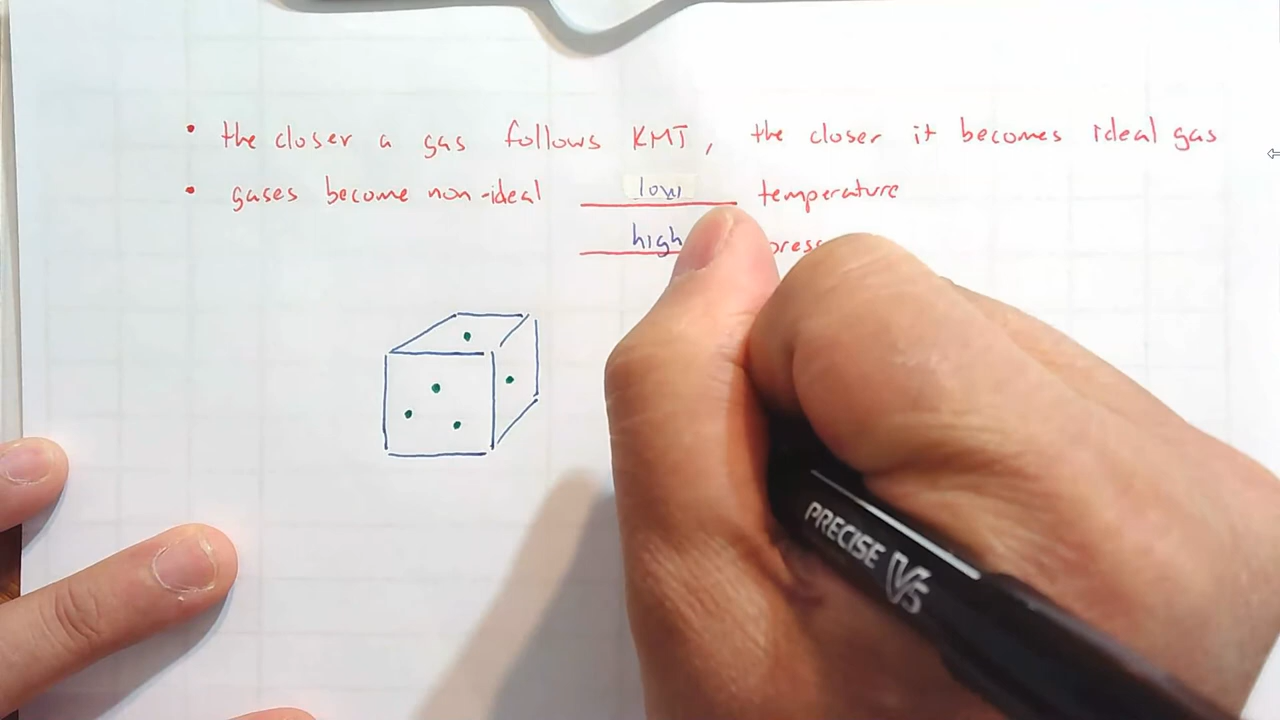 • the closer a gas follows KMT, the closer it becomes ideal gas
• gases become non-ideal low temperature
high
PRECISE V5